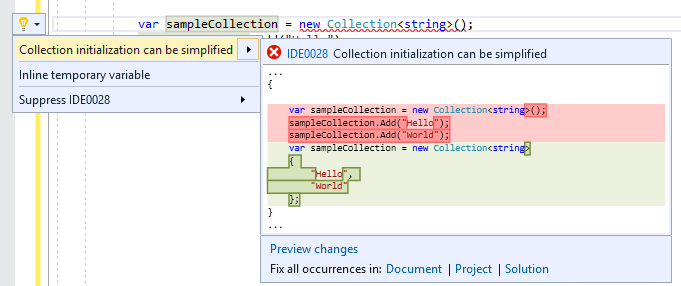 var sampleCollection = new Collection<string>();
Collection initialization can be simplified
Inline temporary variable
Suppress IDE0028
IDE0028 Collection initialization can be simplified
...
{
var sampleCollection = new Collection<string>();
sampleCollection.Add("Hello");
sampleCollection.Add("World");
var sampleCollection = new Collection<string>
{
"Hello",
"World"
};
}
...
Preview changes
Fix all occurrences in: Document | Project | Solution